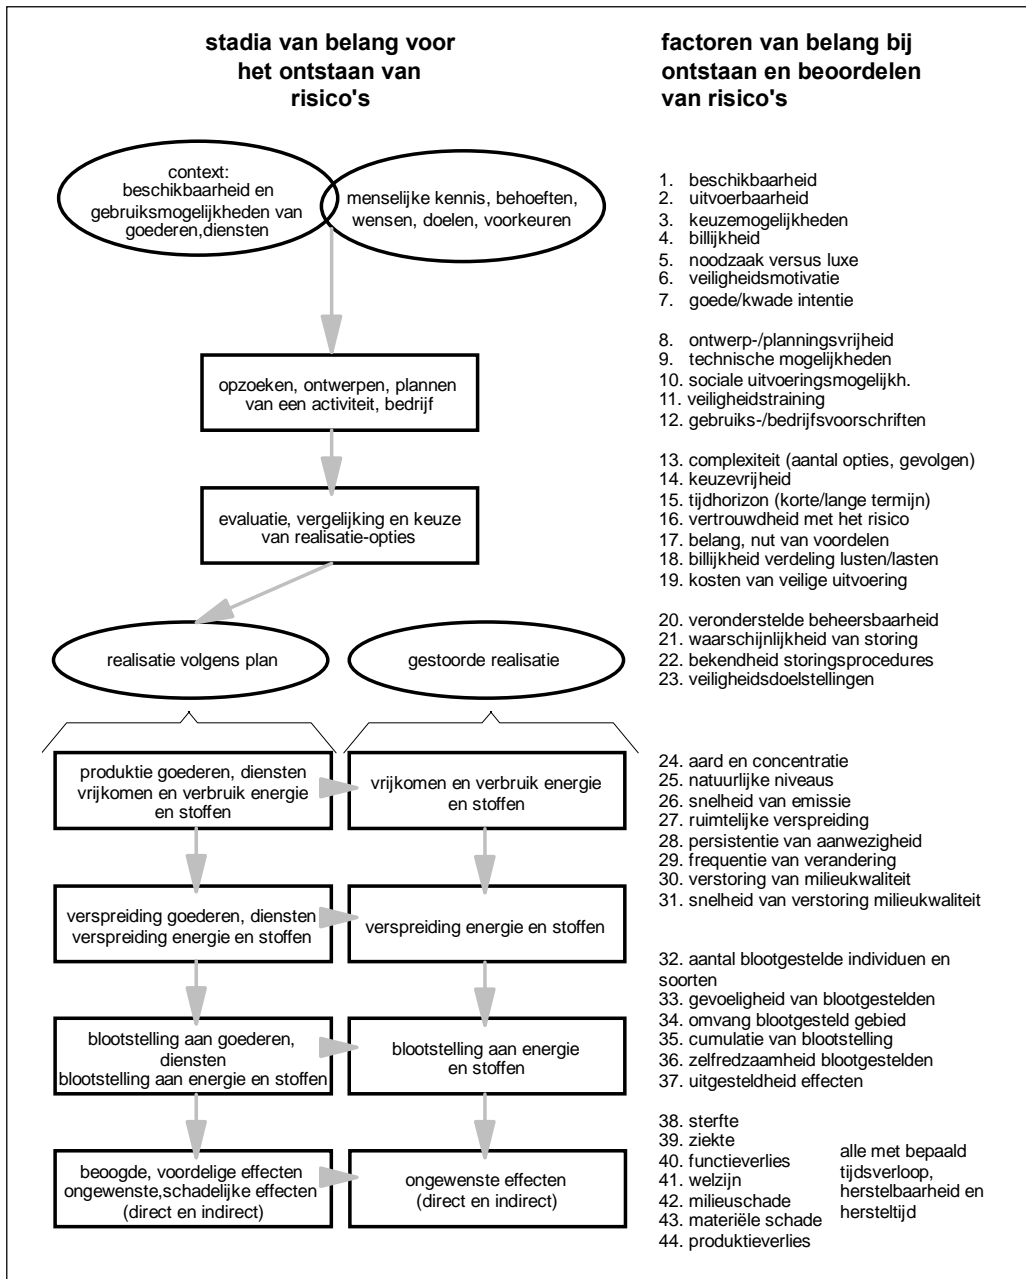 stadia van belang voor
het ontstaan van
risico's
factoren van belang bij
ontstaan en beoordelen
van risico's
context:
beschikbaarheid en
gebruiksmogelijkheden van
goederen,diensten
menselijke kennis, behoeften,
wensen, doelen, voorkeuren
1. beschikbaarheid
2. uitvoerbaarheid
3. keuzemogelijkheden
4. billijkheid
5. noodzaak versus luxe
6. veiligheidsmotivatie
7. goede/kwade intentie
opzoeken, ontwerpen, plannen
van een activiteit, bedrijf
8. ontwerp-/planningsvrijheid
9. technische mogelijkheden
10. sociale uitvoeringsmogelijkh.
11. veiligheidstraining
12. gebruiks-/bedrijfsvoorschriften
evaluatie, vergelijking en keuze
van realisatie-opties
13. complexiteit (aantal opties, gevolgen)
14. keuzevrijheid
15. tijdhorizon (korte/lange termijn)
16. vertrouwdheid met het risico
17. belang, nut van voordelen
18. billijkheid verdeling lusten/lasten
19. kosten van veilige uitvoering
realisatie volgens plan
gestoorde realisatie
20. veronderstelde beheersbaarheid
21. waarschijnlijkheid van storing
22. bekendheid storingsprocedures
23. veiligheidsdoelstellingen
produktie goederen, diensten
vrijkomen en verbruik energie
en stoffen
vrijkomen en verbruik energie
en stoffen
24. aard en concentratie
25. natuurlijke niveaus
26. snelheid van emissie
27. ruimtelijke verspreiding
28. persistentie van aanwezigheid
29. frequentie van verandering
30. verstoring van milieukwaliteit
31. snelheid van verstoring milieukwaliteit
verspreiding goederen, diensten
verspreiding energie en stoffen
verspreiding energie en stoffen
32. aantal blootgestelde individuen en
soorten
33. gevoeligheid van blootgestelden
34. omvang blootgesteld gebied
35. cumulatie van blootstelling
36. zelfredzaamheid blootgestelden
37. uitgesteldheid effecten
blootstelling aan goederen,
diensten
blootstelling aan energie en stoffen
blootstelling aan energie
en stoffen
38. sterfte
39. ziekte
40. functieverlies
41. welzijn
42. milieuschade
43. materiële schade
44. produktieverlies
alle met bepaald
tijdsverloop,
herstelbaarheid en
hersteltijd
beoogde, voordelige effecten
ongewenste,schadelijke effecten
(direct en indirect)
ongewenste effecten
(direct en indirect)